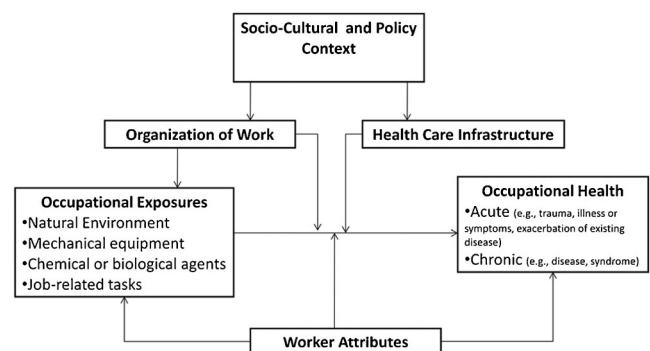 Socio-Cultural and Policy
Context
Organization of Work
Health Care Infrastructure
Occupational Exposures
•Natural Environment
•Mechanical equipment
•Chemical or biological agents
•Job-related tasks
Occupational Health
•Acute (e.g., trauma, illness or
symptoms, exacerbation of existing
disease)
•Chronic (e.g., disease, syndrome)
Worker Attributes